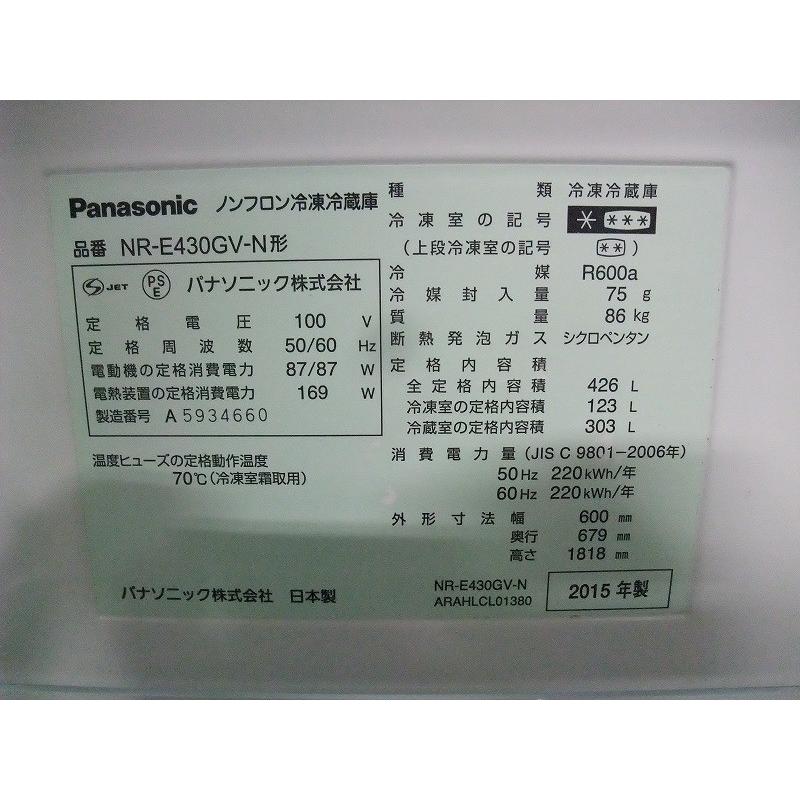 Panasonic ノンフロン冷凍冷蔵庫
品番 NR-E430GV-N形
S JET PS E パナソニック株式会社
定格電圧 100 V
定格周波数 50/60 Hz
電動機の定格消費電力 87/87 W
電熱装置の定格消費電力 169 W
製造番号 A 5934660
温度ヒューズの定格動作温度
70℃(冷凍室霜取用)
パナソニック株式会社 日本製
種類 冷凍冷蔵庫
冷凍室の記号 * ***
(上段冷凍室の記号 ** )
冷媒 R600a
冷媒封入量 75 g
質量 86 kg
断熱発泡ガス シクロペンタン
定格内容積
全定格内容積 426 L
冷凍室の定格内容積 123 L
冷蔵室の定格内容積 303 L
消費電力量(JIS C 9801-2006年)
50Hz 220kWh/年
60Hz 220kWh/年
外形寸法幅 600 mm
奥行 679 mm
高さ 1818 mm
NR-E430GV-N
ARAHLCL01380
2015年製